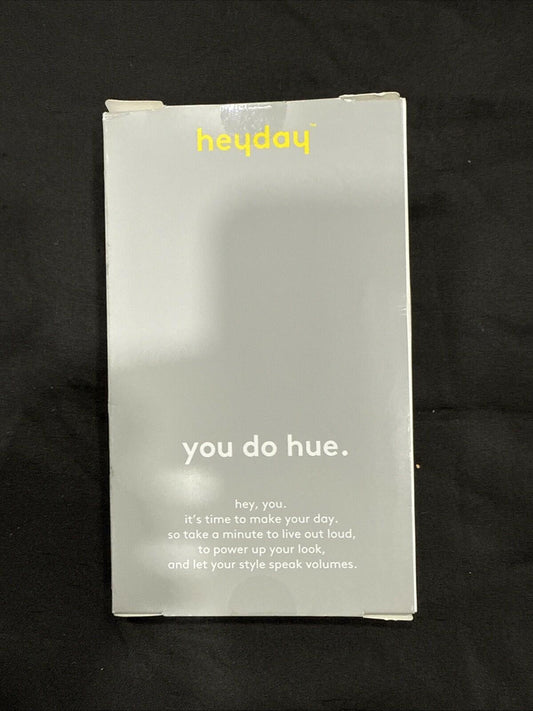 heyday™
you do hue.
hey, you.
it's time to make your day.
so take a minute to live out loud,
to power up your look,
and let your style speak volumes.